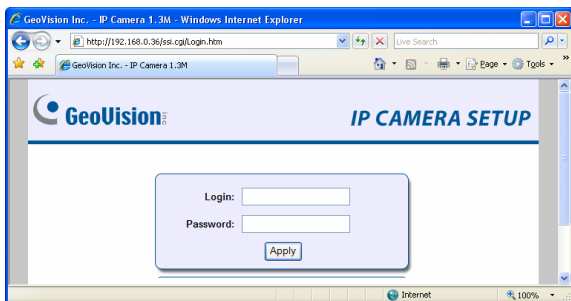 GeoVision Inc. - IP Camera 1.3M - Windows Internet Explorer
http://192.168.0.36/ssi.cgi/Login.htm
Live Search
GeoVision Inc. - IP Camera 1.3M
Page
Tools
GeoVision Inc
IP CAMERA SETUP
Login:
Password:
Apply
Internet
100%